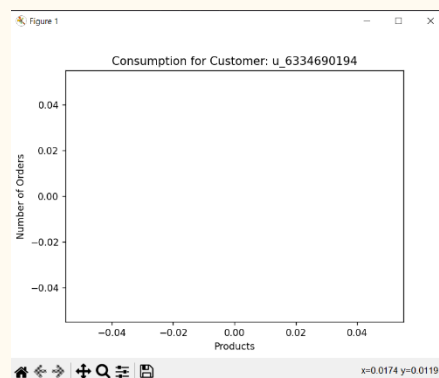 Figure 1
Consumption for Customer: u_6334690194
0.04
0.02
0.00
−0.02
−0.04
Number of Orders
−0.04
−0.02
0.00
0.02
0.04
Products
x=0.0174 y=0.0119